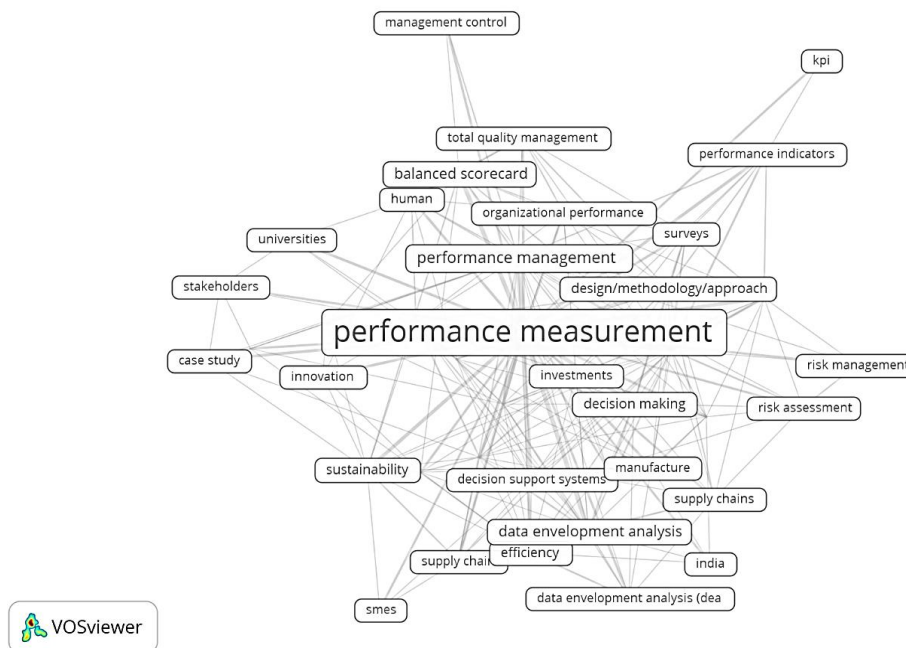 management control
kpi
total quality management
performance indicators
balanced scorecard
human
organizational performance
surveys
universities
performance management
stakeholders
design/methodology/approach
performance measurement
case study
risk management
innovation
investments
decision making
risk assessment
sustainability
manufacture
decision support systems
supply chains
data envelopment analysis
efficiency
supply chain
india
data envelopment analysis (dea
smes
VOSviewer